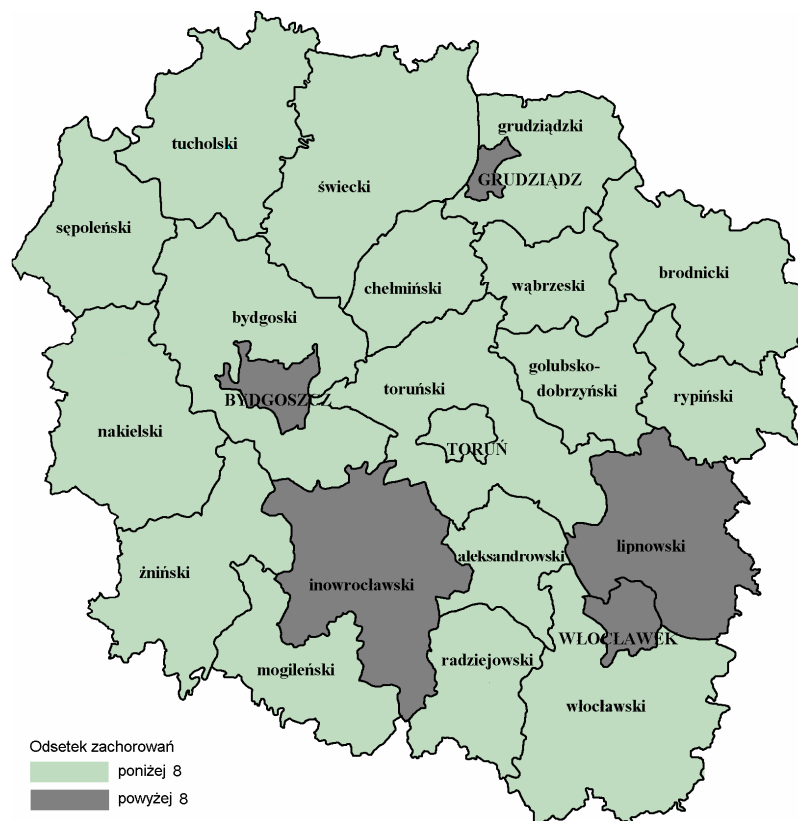 grudziądzki
tucholski
GRUDZIĄDZ
świecki
sępoleński
brodnicki
chełmiński
wąbrzeski
bydgoski
golubsko-
dobrzyński
toruński
rypiński
BYDGOSZCZ
nakielski
TORUŃ
lipnowski
aleksandrowski
żniński
inowrocławski
WŁOCŁAWEK
radziejowski
mogileński
włocławski
Odsetek zachorowań
poniżej 8
powyżej 8